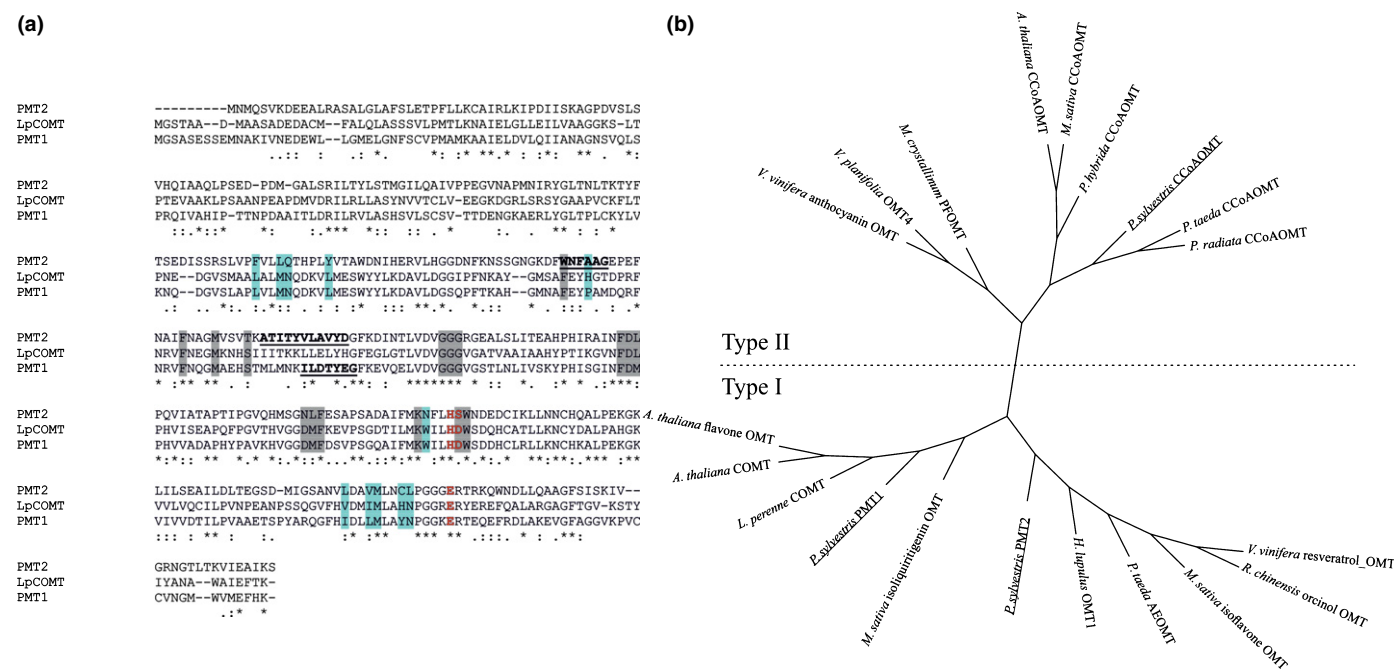 (a)
PMT2 ---------MNMQSVKDEEALRASALGLAFSLETPFLLKCAIRLKIPDIISKAGPDVSLS
LpCOMT MGSTAA--D-MAASADEDACM--FALQLASSSVLPMTLKNAIELGLLEILVAAGGKS-LT
PMT1 MGSASASESSEMNAKIVNEDEWL--LGMELGNFSCVPMAMKAAIELDVLQIIANAGNSVQLS
PMT2 VHQIAAQLPSED-PDM-GALSRILTYLSTMGILQAIVPPEGVNAPMNIRYGLTNLTKTYF
LpCOMT PTEVAAKLPSAANPEAPDMVDRILRLLASYNVVTCLV-EEGKDGRLSRSYGAAPVCKFLT
PMT1 PRQIVAHIP-TTNPDAAITLDRILRVLASHSVLSCSV-TTDENGKAERLYGLTPLCKYLV
PMT2 TSEDDISSRSLVPFVLLLQTHPLYVTAWDNIHERVLHGGDNFKNSSGNGKDFWNFAAGEPEF
LpCOMT PNE--DGVSMAALALMNQDKVLMESWYYLKDAVLDGGIPFNKAY--GMSAFEYHGTDPRF
PMT1 KNQ--DGVSLAPLVLMNQDKVLMESWYYLKDAVLDGSQPFTKAH--GMNAFEYPAMDQRF
PMT2 NAIFNAGMVSVTKATITYVLAVYDGFKDINTLVDVGGGRGEALSLITEAHPHIRAINFDL
LpCOMT NRVFNEGMKNHSIIITKKLLELYHGFEGLGTLVDVGGGVGATVAAIAAHYPTIKGVNFDL
PMT1 NRVFNQGMAEHSTMLMNKILDTYEGFKEVQELVDVGGGVGSTLNLIVSKYPHISGINFDM
PMT2 PQVIATAPTIPGVQHMSGNLFESAPSADAIFMKNFLHSWNDEDCIKLLNNCHQALPEKGK
LpCOMT PHVISEAPQFPGVTHVGGDMFKEVPSGDTILMKWILHDWSDQHCATLLKNCYDALPAHGK
PMT1 PHVVADAPHYPAVKHVGGDMFDSVPSGQAIFMKWILHDWSDDHCLRLLKNCHKALPEKGK
PMT2 LILSEAILDLTEGSD-MIGSANVLDAVMLNCLPGGGERTRKQWNDLLQAAGFSISKIV--
LpCOMT VVLVQCILPVNPEANPSSQGVFHVDMIMLAHNPGGRERYEREFQALARGAGFTGV-KSTY
PMT1 VIVVDTILPVAAETSPYARQGFHIDLLMLAYNPGGKERTEQEFRDLAKEVGFAGGVKPVC
PMT2 GRNGTLTKVIEAIKS
LpCOMT IYANA--WAIEFTK-
PMT1 CVNGM--WVMEFHK-
(b)
A. thaliana CCoAOMT
M. sativa CCoAOMT
P. hybrida CCoAOMT
P. sylvestris CCoAOMT
P. taeda CCoAOMT
P. radiata CCoAOMT
M. crystallinum PFOMT
V. planifolia OMT4
V. vinifera anthocyanin OMT
Type II
Type I
A. thaliana flavone OMT
A. thaliana COMT
L. perenne COMT
P. sylvestris PMT1
M. sativa isoliquiritigenin OMT
P. sylvestris PMT2
H. lupulus OMT1
P. taeda AEOMT
M. sativa isoflavone OMT
R. chinensis orcinol OMT
V. vinifera resveratrol_OMT